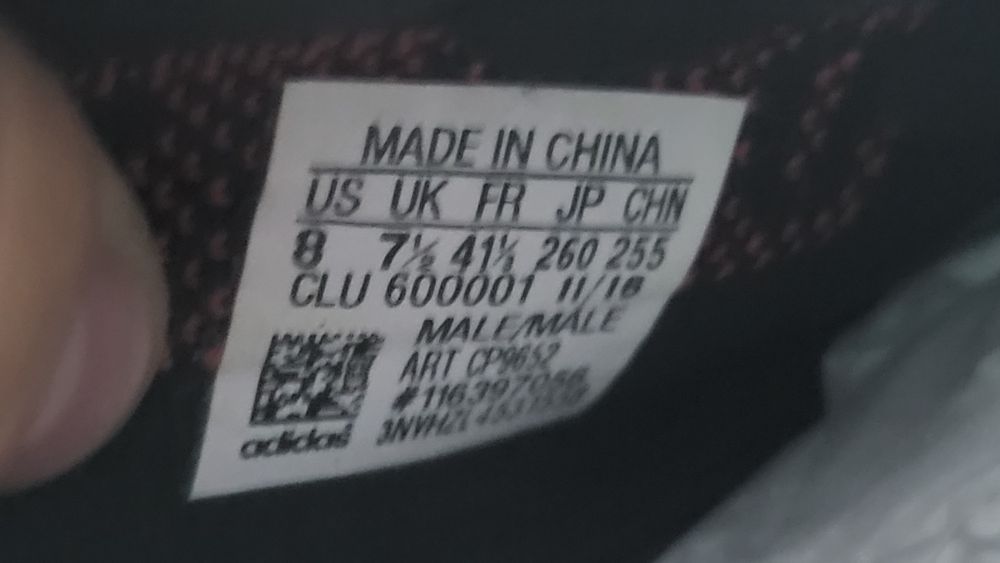 MADE IN CHINA
US UK FR JP CHN
8 7½ 41⅓ 260 255
CLU 600001 11/16
MALE/MALE
ART CP9652
adidas